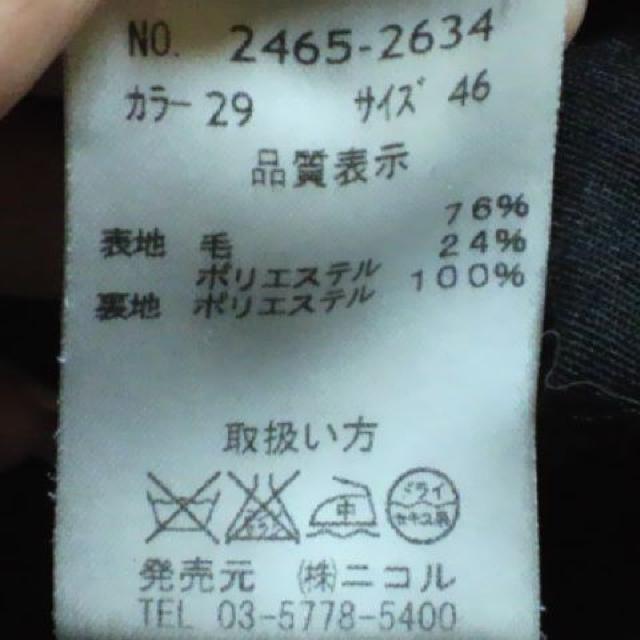 NO. 2465-2634
カラー 29 サイズ 46
品質表示
表地 毛 76%
ポリエステル 24%
裏地 ポリエステル 100%
取扱い方
中 ドライ
セキユ系
発売元 ㈱ニコル
TEL 03-5778-5400